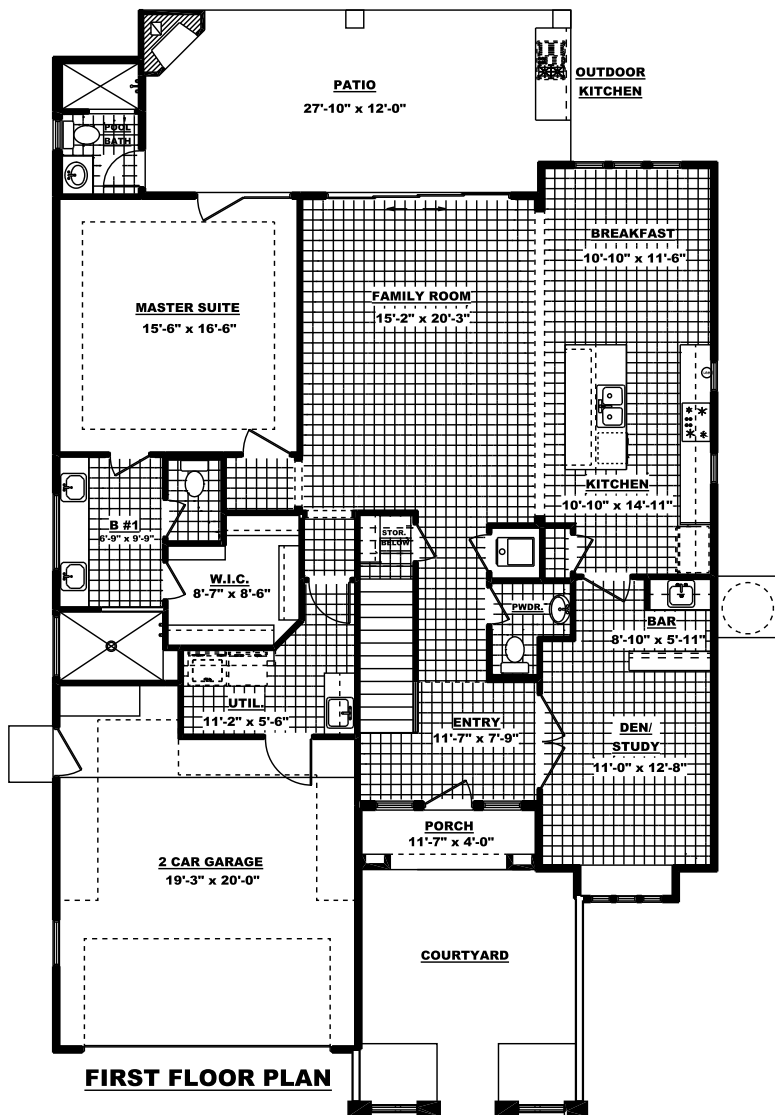 PATIO
27'-10" x 12'-0"
OUTDOOR
KITCHEN
POOL
BATH
BREAKFAST
10'-10" x 11'-6"
MASTER SUITE
15'-6" x 16'-6"
FAMILY ROOM
15'-2" x 20'-3"
KITCHEN
10'-10" x 14'-11"
B #1
6'-9" x 9'-9"
STOR.
BELOW
W.I.C.
8'-7" x 8'-6"
PWDR.
BAR
8'-10" x 5'-11"
UTIL.
11'-2" x 5'-6"
ENTRY
11'-7" x 7'-9"
DEN/
STUDY
11'-0" x 12'-8"
PORCH
11'-7" x 4'-0"
2 CAR GARAGE
19'-3" x 20'-0"
COURTYARD
FIRST FLOOR PLAN